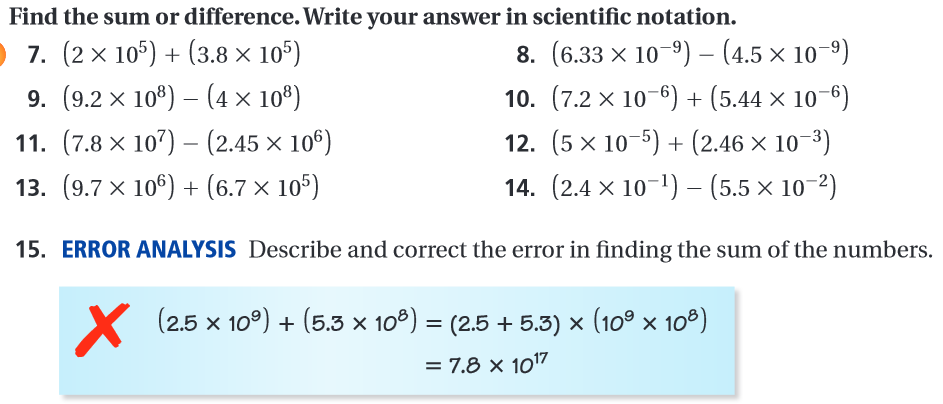 Find the sum or difference. Write your answer in scientific notation.
7. (2 × 10⁵) + (3.8 × 10⁵)
8. (6.33 × 10⁻⁹) − (4.5 × 10⁻⁹)
9. (9.2 × 10⁸) − (4 × 10⁸)
10. (7.2 × 10⁻⁶) + (5.44 × 10⁻⁶)
11. (7.8 × 10⁷) − (2.45 × 10⁶)
12. (5 × 10⁻⁵) + (2.46 × 10⁻³)
13. (9.7 × 10⁶) + (6.7 × 10⁵)
14. (2.4 × 10⁻¹) − (5.5 × 10⁻²)
15. ERROR ANALYSIS Describe and correct the error in finding the sum of the numbers.
(2.5 × 10⁹) + (5.3 × 10⁸) = (2.5 + 5.3) × (10⁹ × 10⁸)
= 7.8 × 10¹⁷